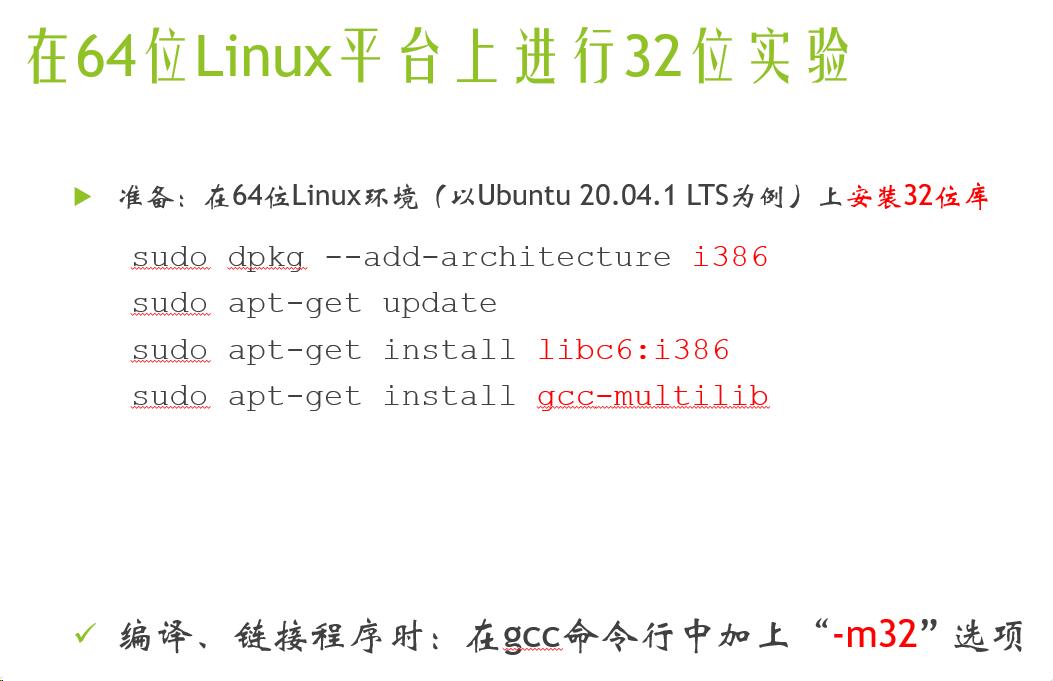 在64位Linux平台上进行32位实验
准备：在64位Linux环境（以Ubuntu 20.04.1 LTS为例）上安装32位库
sudo dpkg --add-architecture i386
sudo apt-get update
sudo apt-get install libc6:i386
sudo apt-get install gcc-multilib
编译、链接程序时：在gcc命令行中加上“-m32”选项